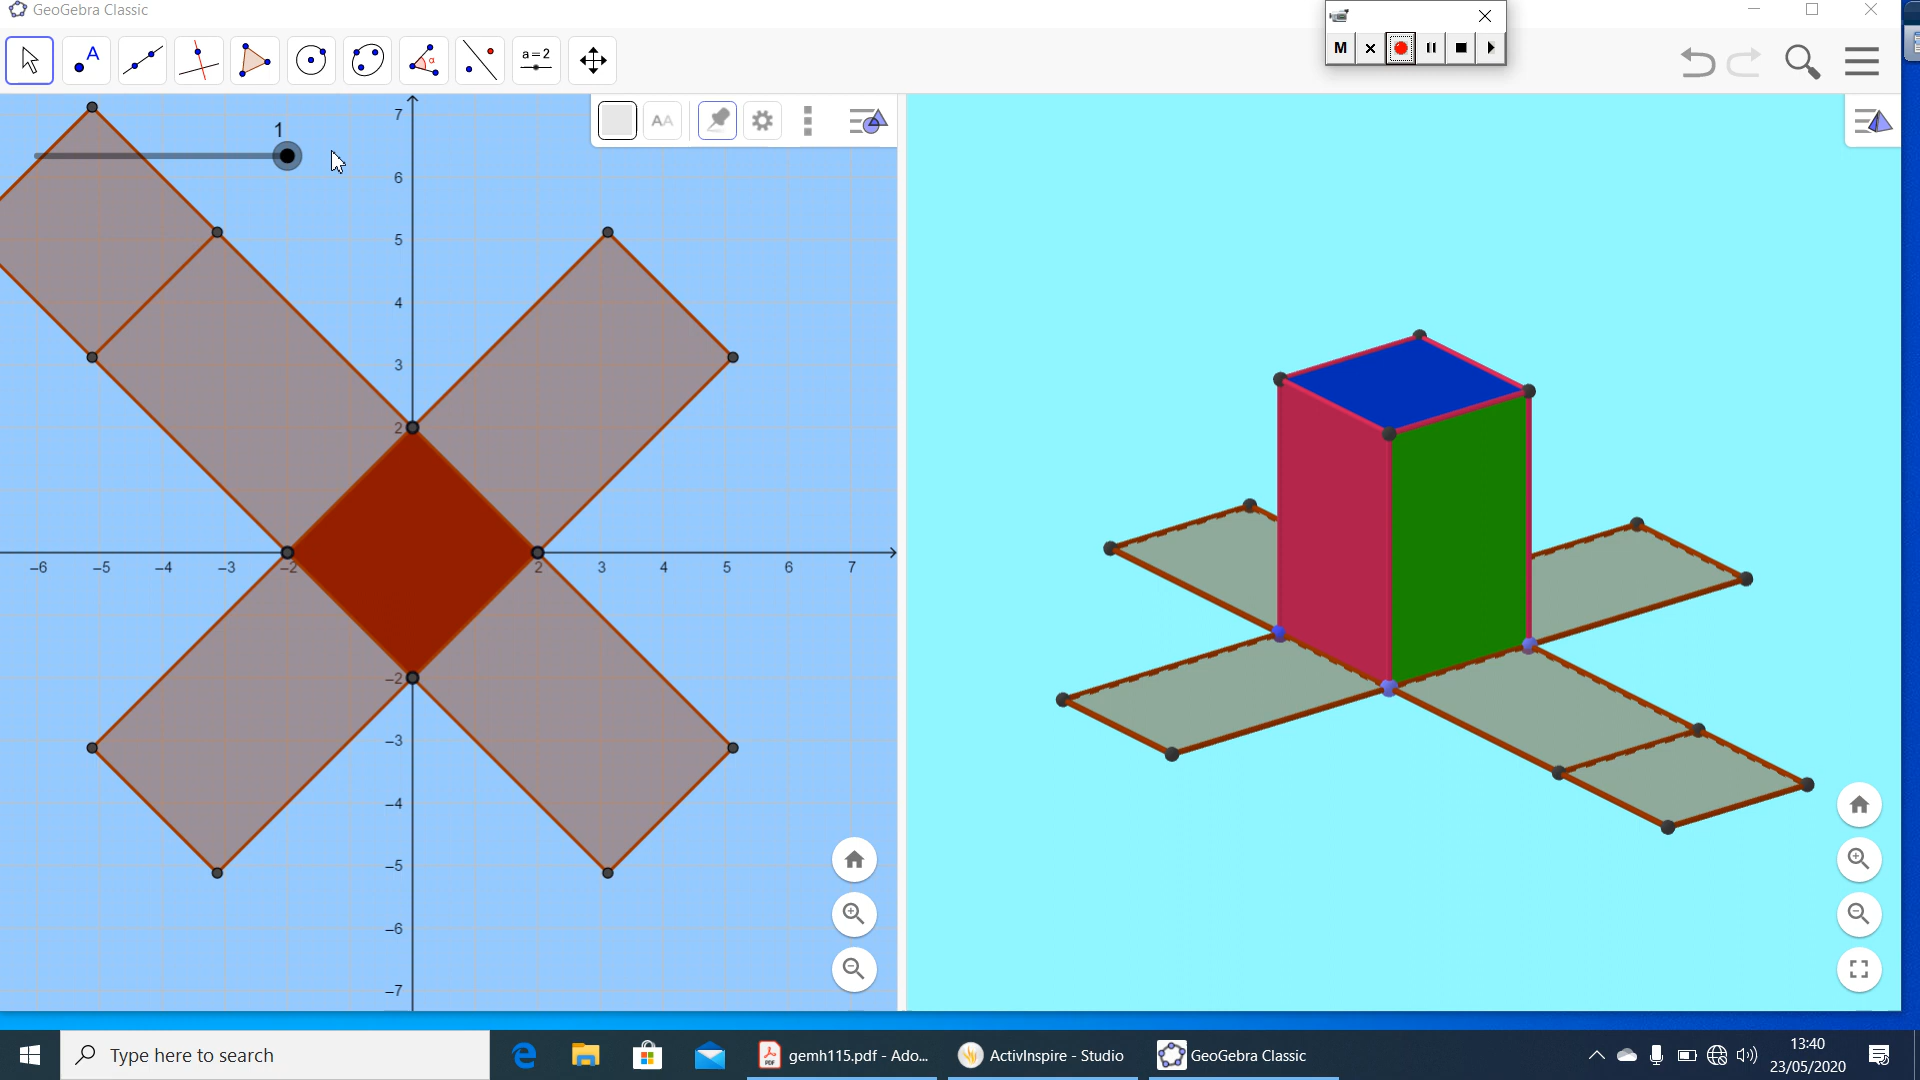 GeoGebra Classic
M
A
α
a=2
1
AA
7
6
5
4
3
2
−6 −5 −4 −3 −2 2 3 4 5 6 7
−2
−3
−4
−5
−6
−7
Type here to search
gemh115.pdf - Ado...
ActivInspire - Studio
GeoGebra Classic
13:40
23/05/2020